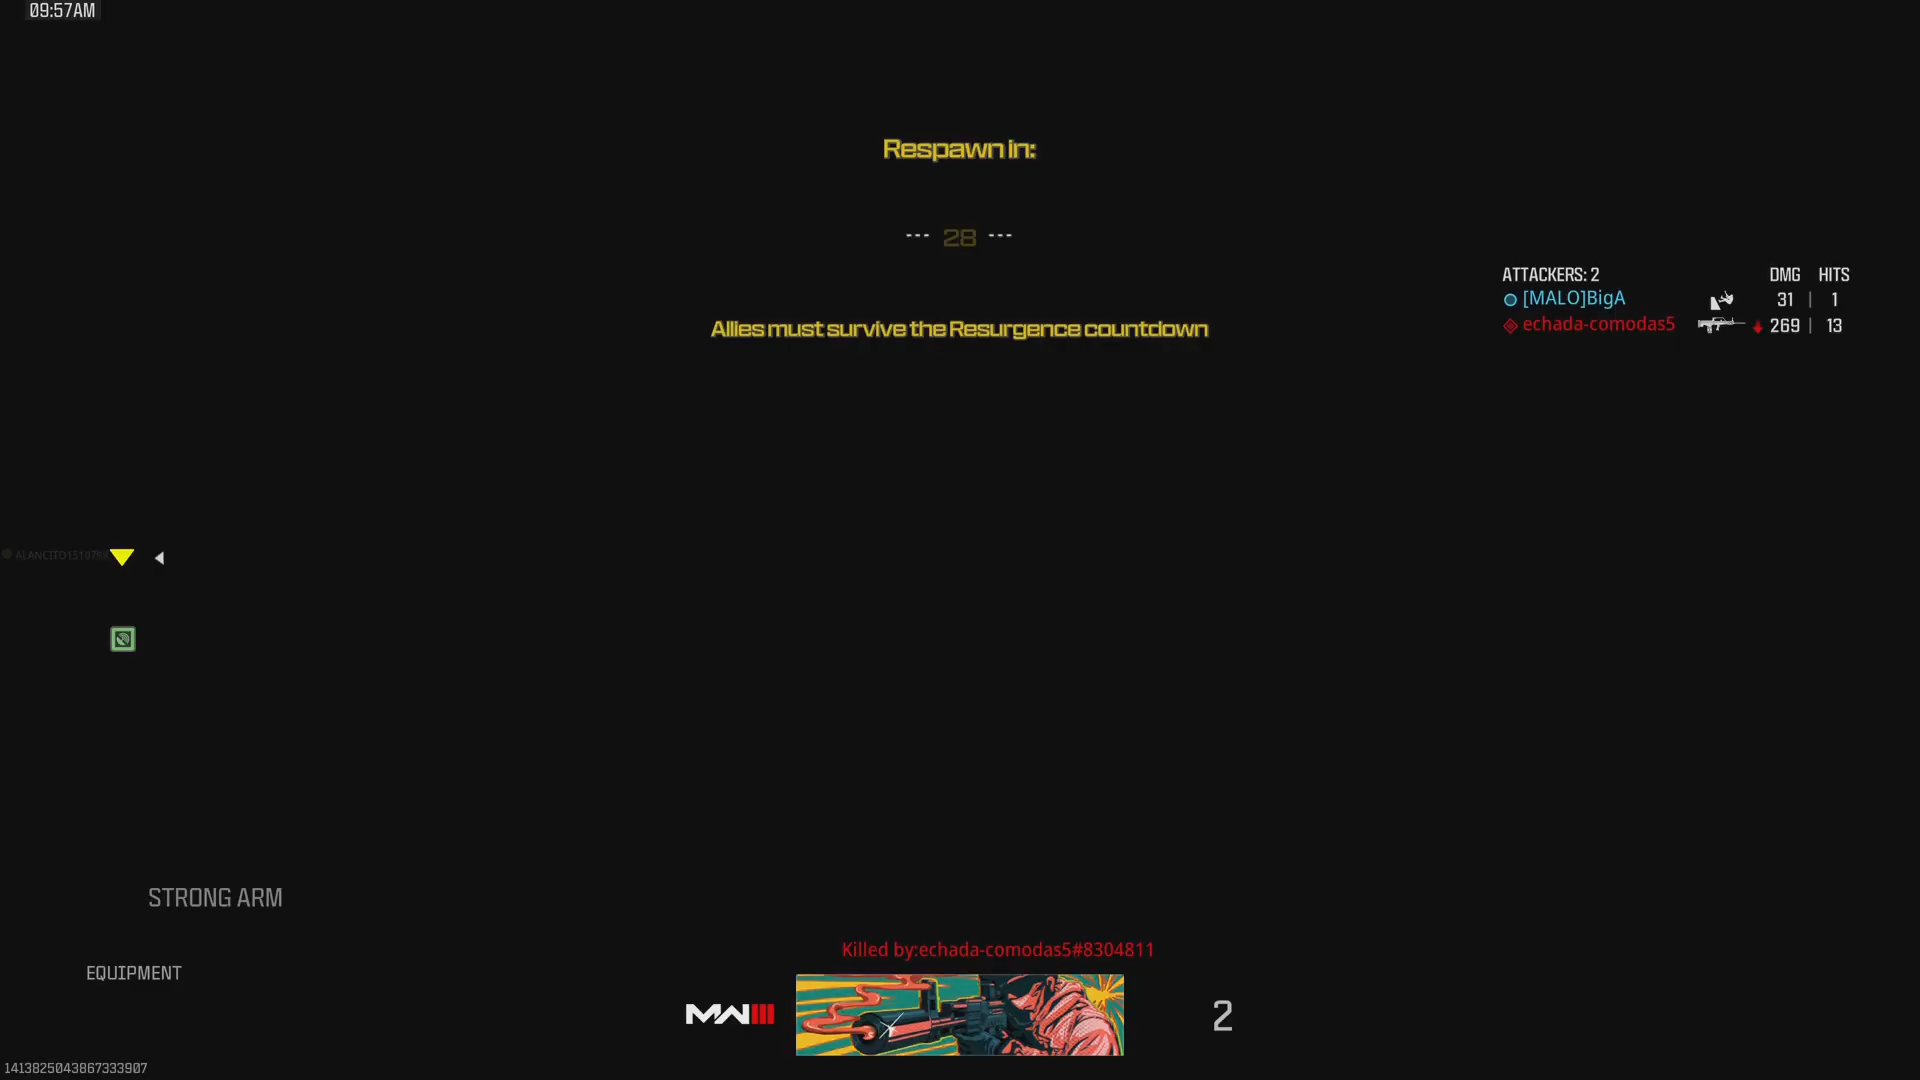 09:57AM
Respawn in:
--- 28 ---
Allies must survive the Resurgence countdown
ATTACKERS: 2 DMG HITS
[MALO]BigA 31 | 1
echada-comodas5 269 | 13
STRONG ARM
EQUIPMENT
Killed by:echada-comodas5#8304811
MWIII
2
1413825043867333907